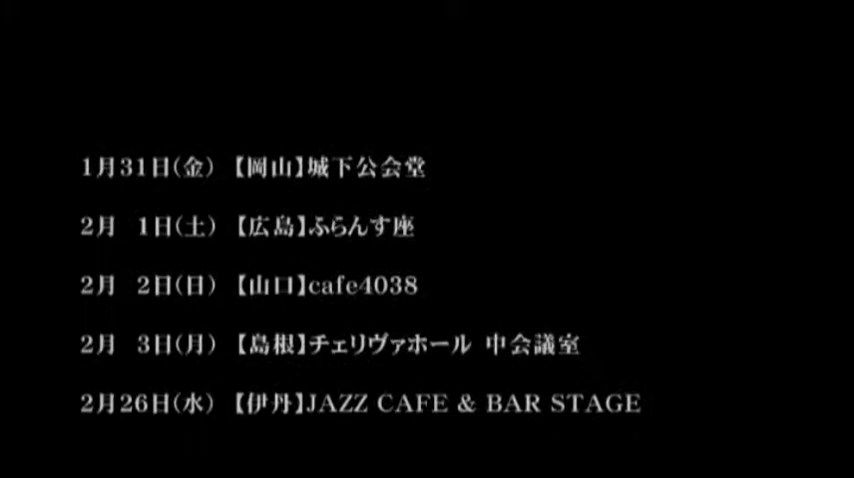 1月31日(金) 【岡山】城下公会堂
2月 1日(土) 【広島】ふらんす座
2月 2日(日) 【山口】cafe4038
2月 3日(月) 【島根】チェリヴァホール 中会議室
2月26日(水) 【伊丹】JAZZ CAFE & BAR STAGE